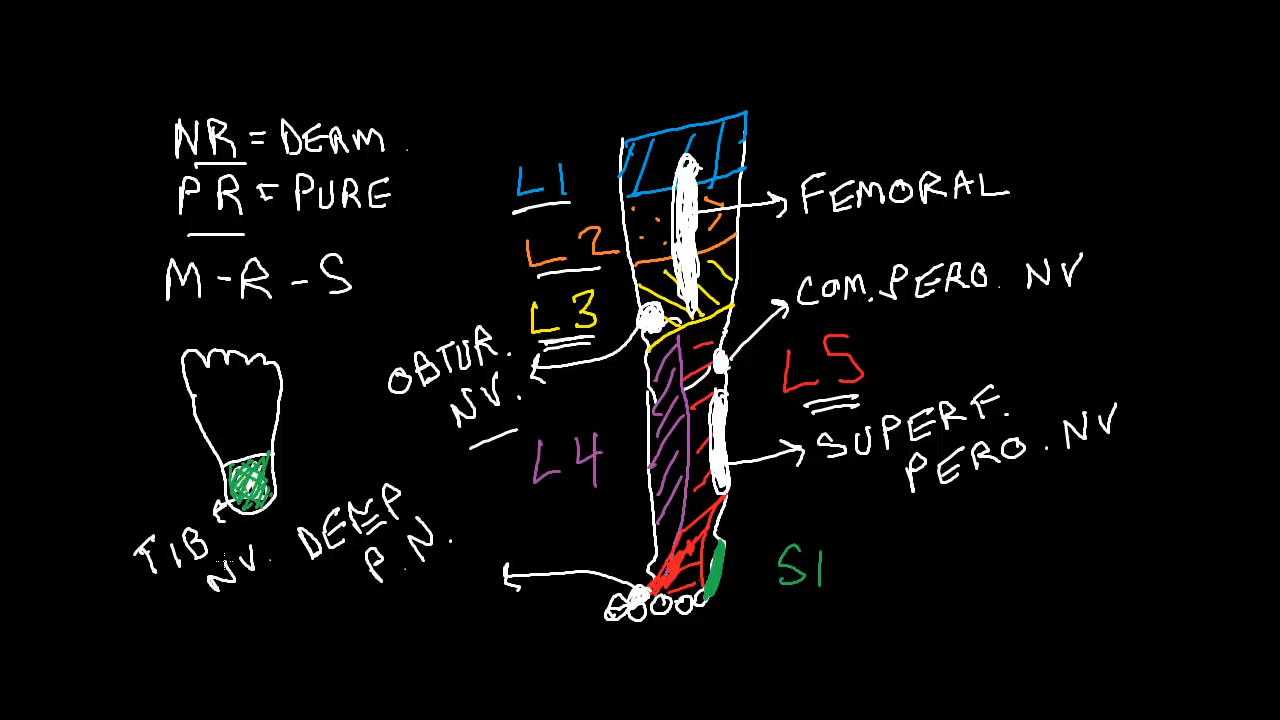 NR = DERM.
PR = PURE
M - R - S
L1
L2
L3
FEMORAL
COM. PERO. NV
OBTUR.
NV.
L5
SUPERF.
PERO. NV
L4
TIB
NV.
DEEP
P. N.
S1